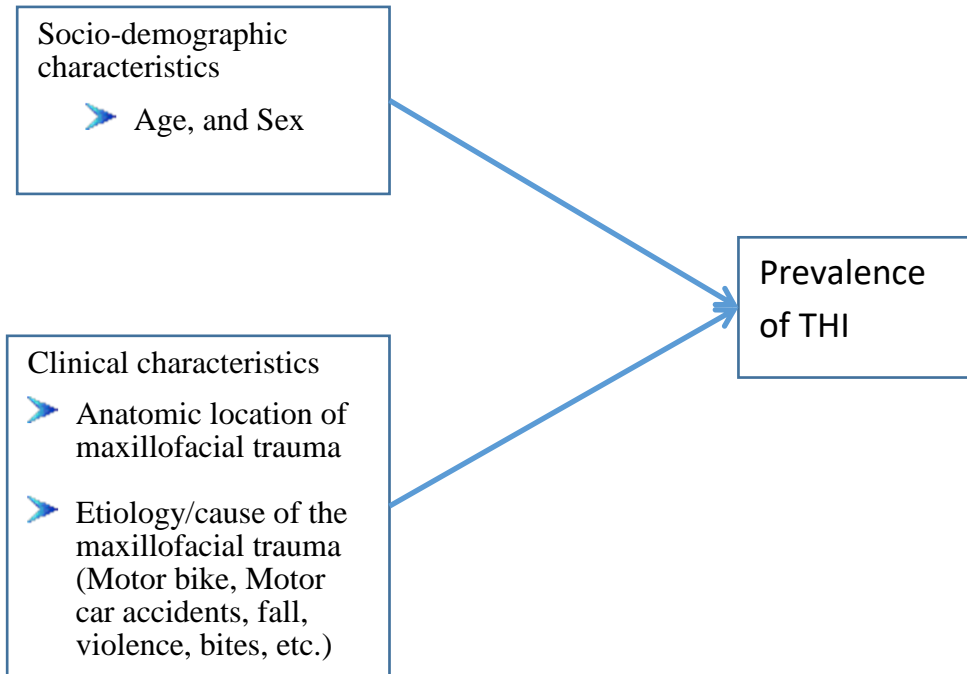 Socio-demographic
characteristics
Age, and Sex
Prevalence
of THI
Clinical characteristics
Anatomic location of
maxillofacial trauma
Etiology/cause of the
maxillofacial trauma
(Motor bike, Motor
car accidents, fall,
violence, bites, etc.)